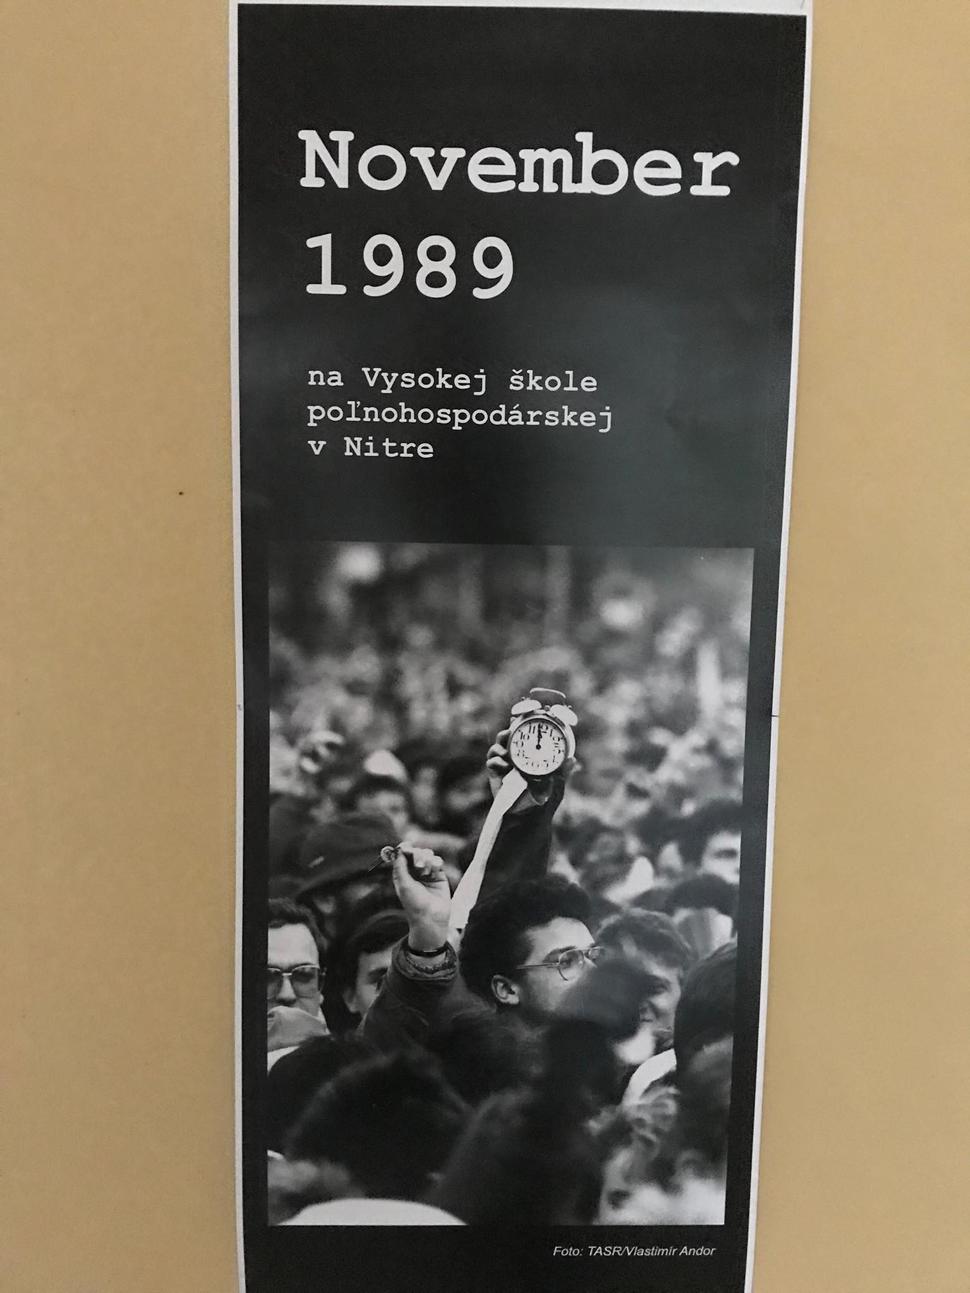 November
1989
na Vysokej škole
poľnohospodárskej
v Nitre
Foto: TASR/Vlastimír Andor